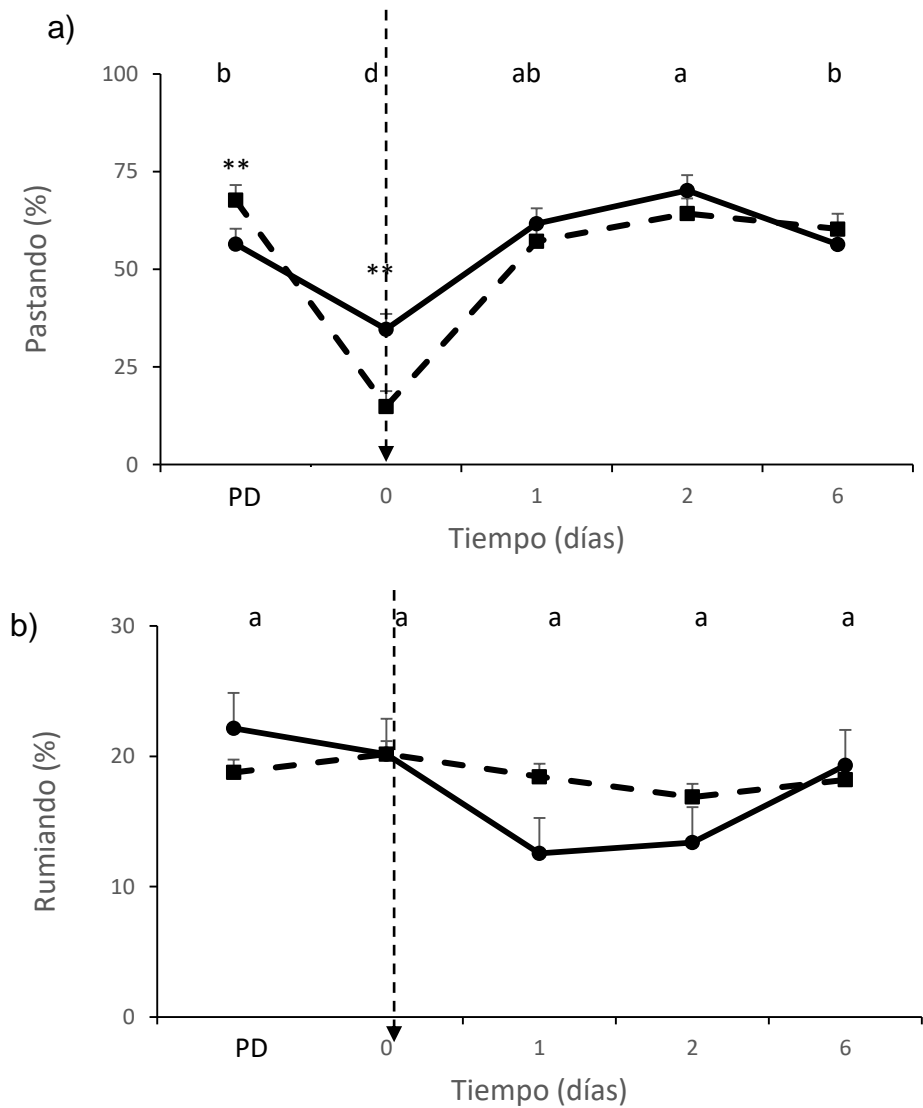 a)
b d ab a b
100
75
50
25
0
**
**
Pastando (%)
PD 0 1 2 6
Tiempo (días)
b)
a a a a a
30
20
10
0
Rumiando (%)
PD 0 1 2 6
Tiempo (días)